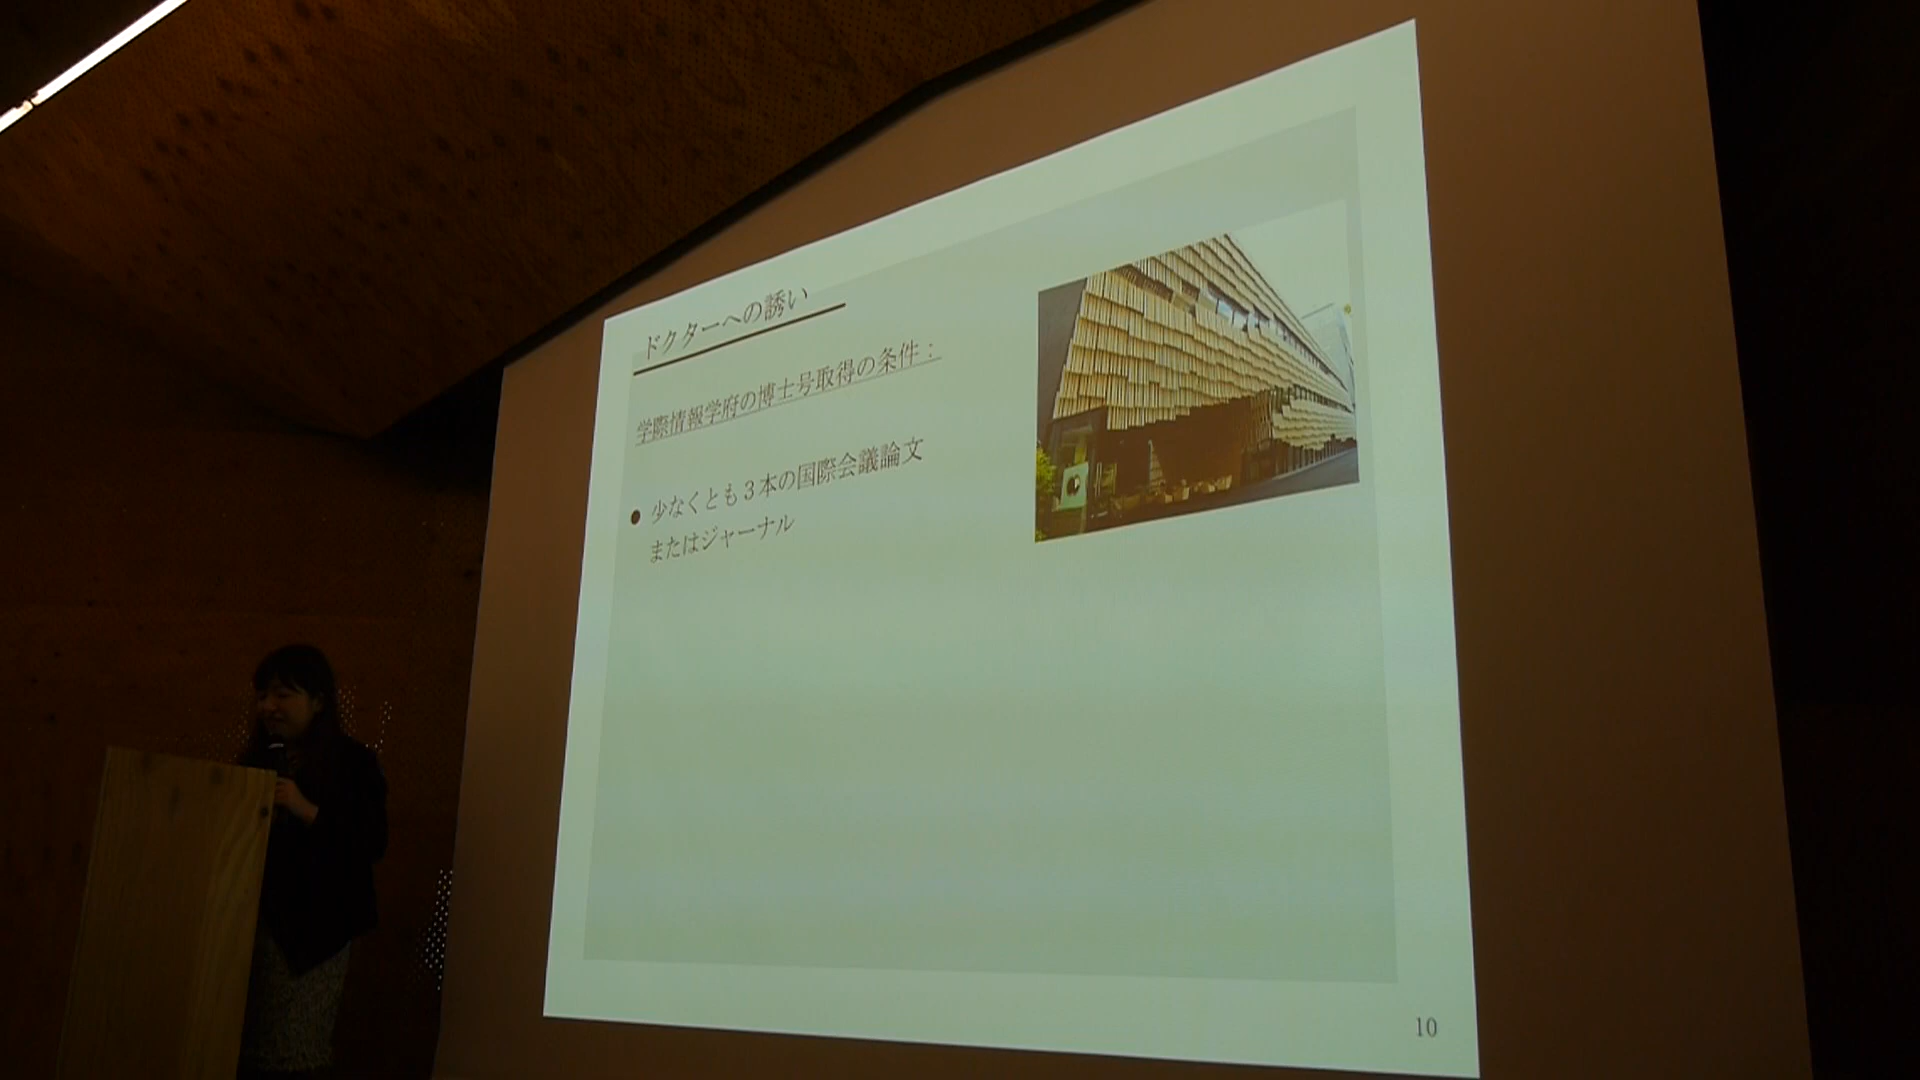 ドクターへの誘い
学際情報学府の博士号取得の条件：
● 少なくとも３本の国際会議論文
またはジャーナル
10